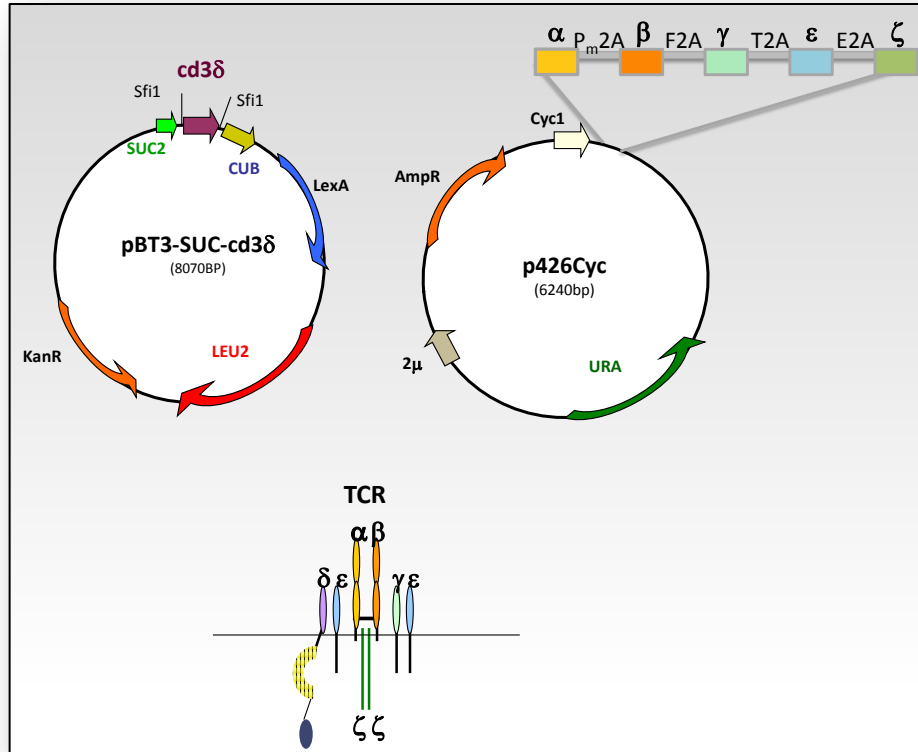 α Pm2A β F2A γ T2A ε E2A ζ
cd3δ
Sfi1
Sfi1
SUC2
CUB
LexA
pBT3-SUC-cd3δ
(8070BP)
KanR
LEU2
Cyc1
AmpR
p426Cyc
(6240bp)
2μ
URA
TCR
αβ
δε
γε
ζζ